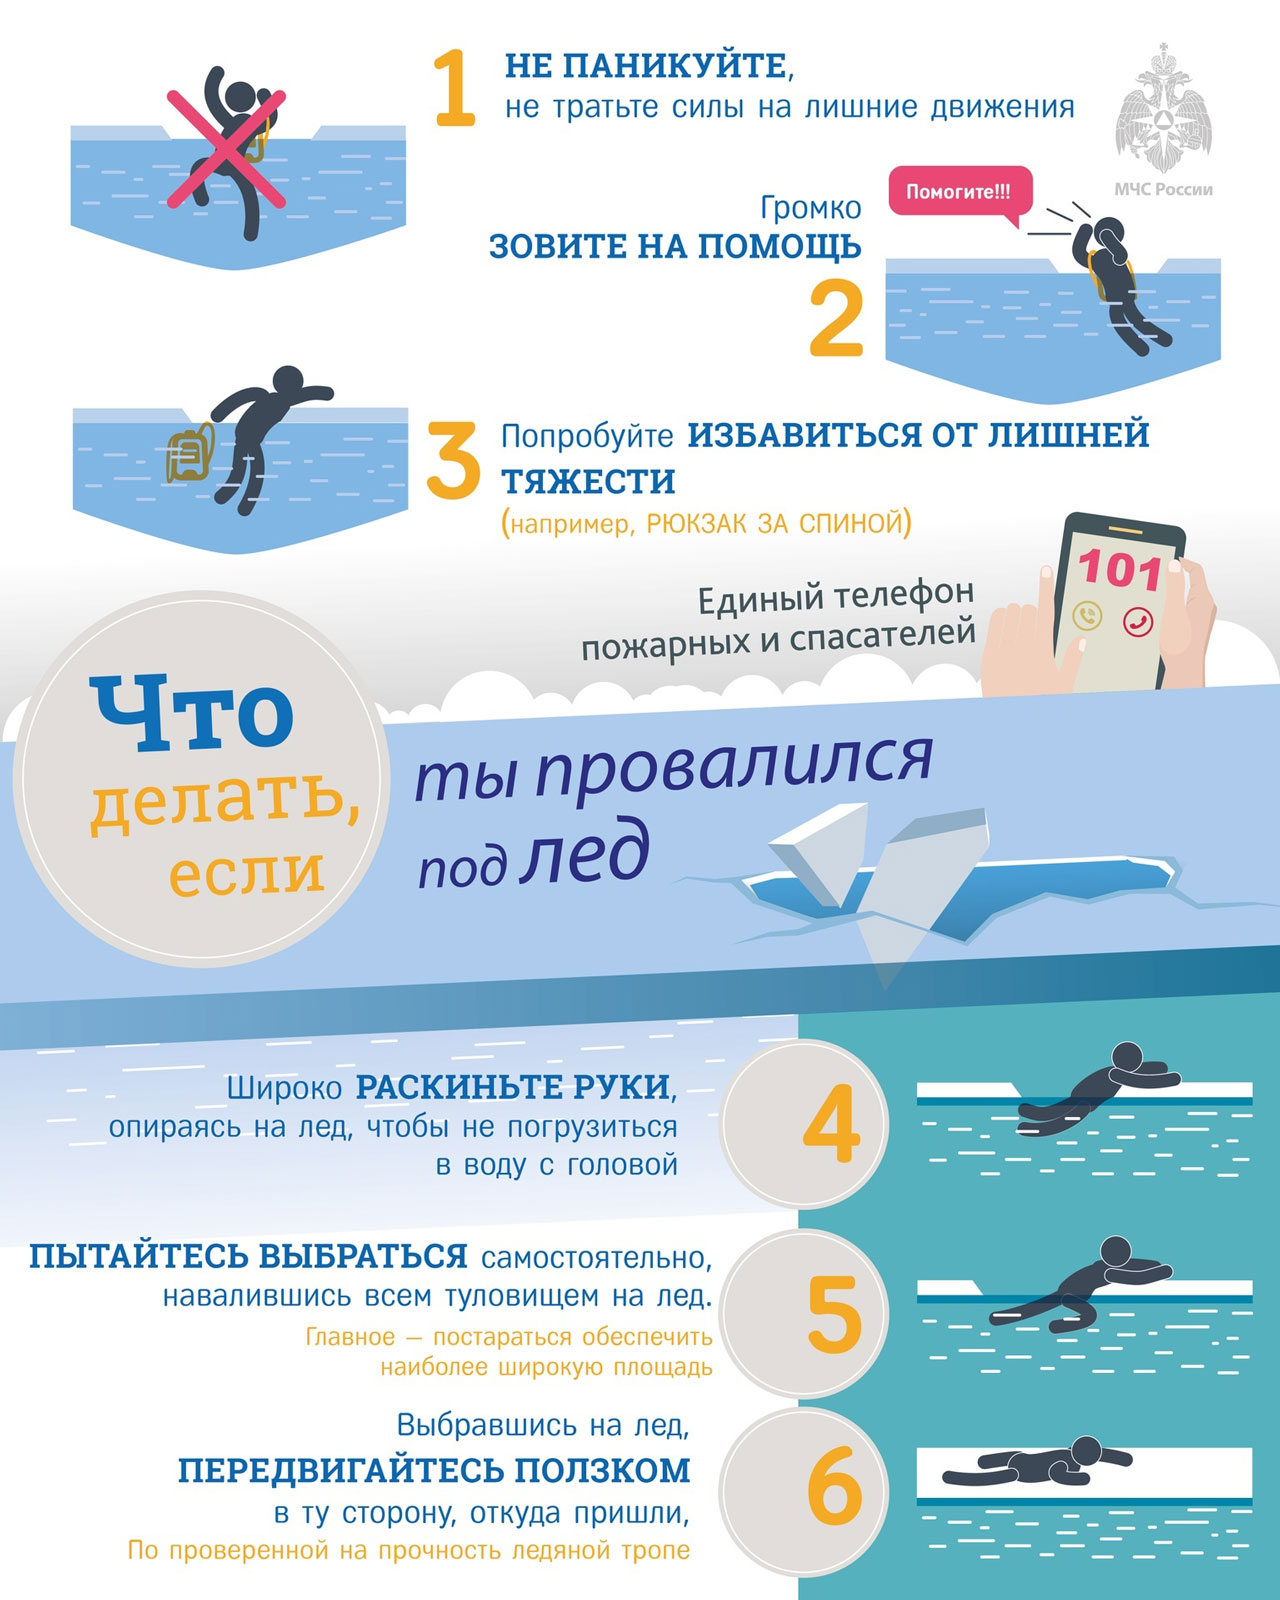 1
НЕ ПАНИКУЙТЕ,
не тратьте силы на лишние движения
МЧС России
Помогите!!!
Громко
ЗОВИТЕ НА ПОМОЩЬ
2
3
Попробуйте ИЗБАВИТЬСЯ ОТ ЛИШНЕЙ
ТЯЖЕСТИ
(например, РЮКЗАК ЗА СПИНОЙ)
Единый телефон
пожарных и спасателей
101
Что
делать,
если
ты провалился
под лед
Широко РАСКИНЬТЕ РУКИ,
опираясь на лед, чтобы не погрузиться
в воду с головой
4
ПЫТАЙТЕСЬ ВЫБРАТЬСЯ самостоятельно,
навалившись всем туловищем на лед.
Главное – постараться обеспечить
наиболее широкую площадь
5
Выбравшись на лед,
ПЕРЕДВИГАЙТЕСЬ ПОЛЗКОМ
в ту сторону, откуда пришли,
По проверенной на прочность ледяной тропе
6